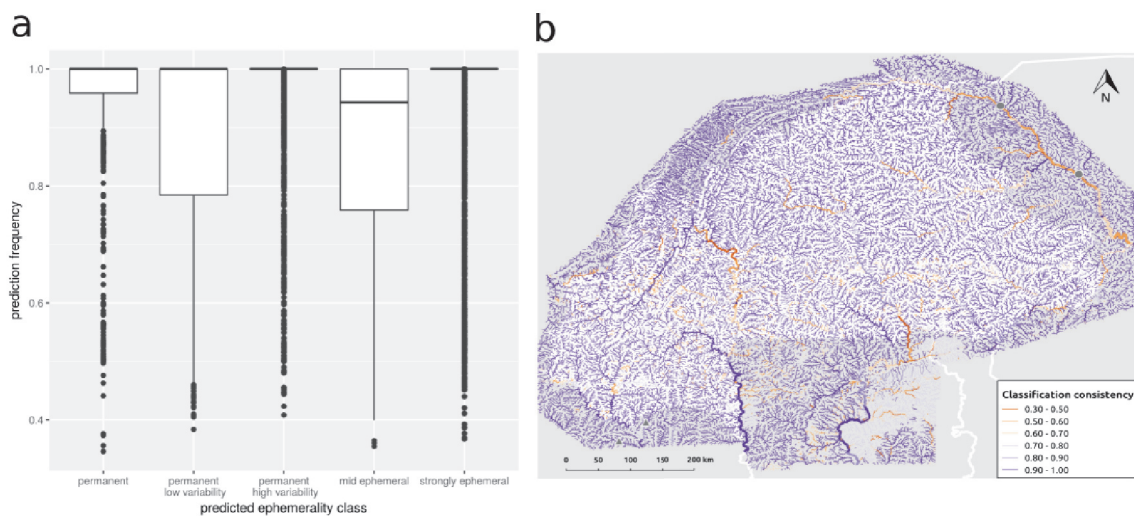 a
1.0
0.8
0.6
0.4
prediction frequency
permanent
permanent
low variability
permanent
high variability
mid ephemeral
strongly ephemeral
predicted ephemerality class
b
N
0 50 100 150 200 km
Classification consistency
0.30 - 0.50
0.50 - 0.60
0.60 - 0.70
0.70 - 0.80
0.80 - 0.90
0.90 - 1.00